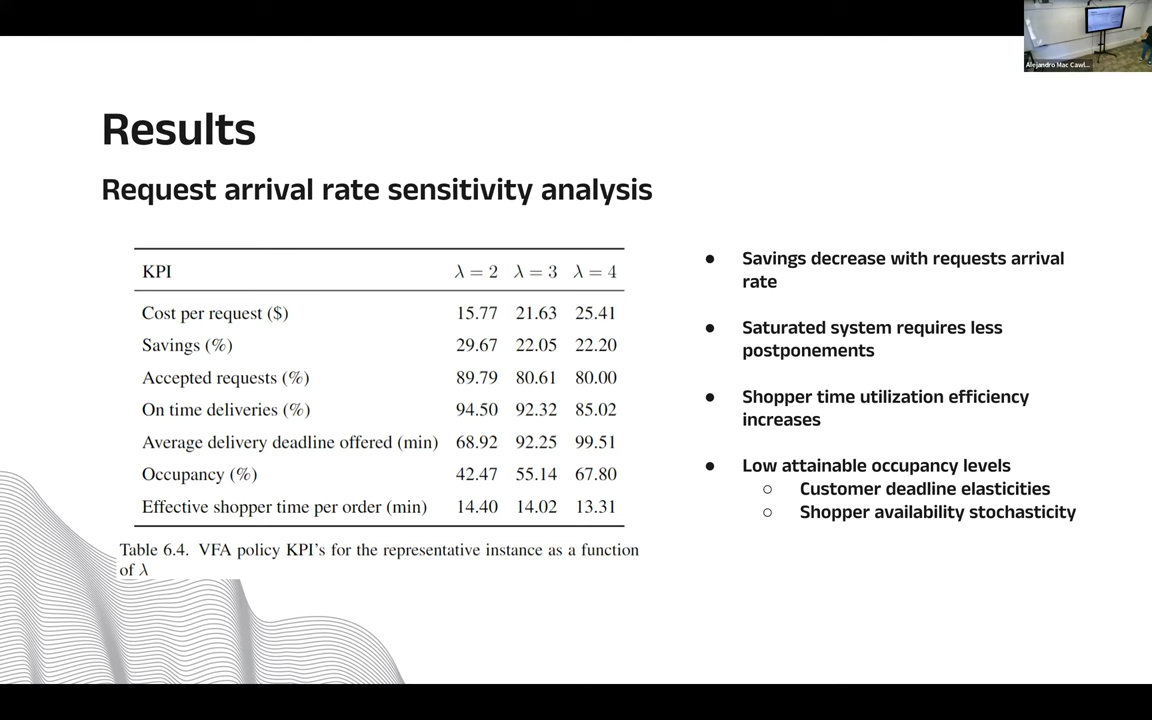 Alejandro Mac Cawl...
Results
Request arrival rate sensitivity analysis
KPI λ = 2 λ = 3 λ = 4
Cost per request ($) 15.77 21.63 25.41
Savings (%) 29.67 22.05 22.20
Accepted requests (%) 89.79 80.61 80.00
On time deliveries (%) 94.50 92.32 85.02
Average delivery deadline offered (min) 68.92 92.25 99.51
Occupancy (%) 42.47 55.14 67.80
Effective shopper time per order (min) 14.40 14.02 13.31
Table 6.4. VFA policy KPI's for the representative instance as a function
of λ
● Savings decrease with requests arrival
rate
● Saturated system requires less
postponements
● Shopper time utilization efficiency
increases
● Low attainable occupancy levels
○ Customer deadline elasticities
○ Shopper availability stochasticity